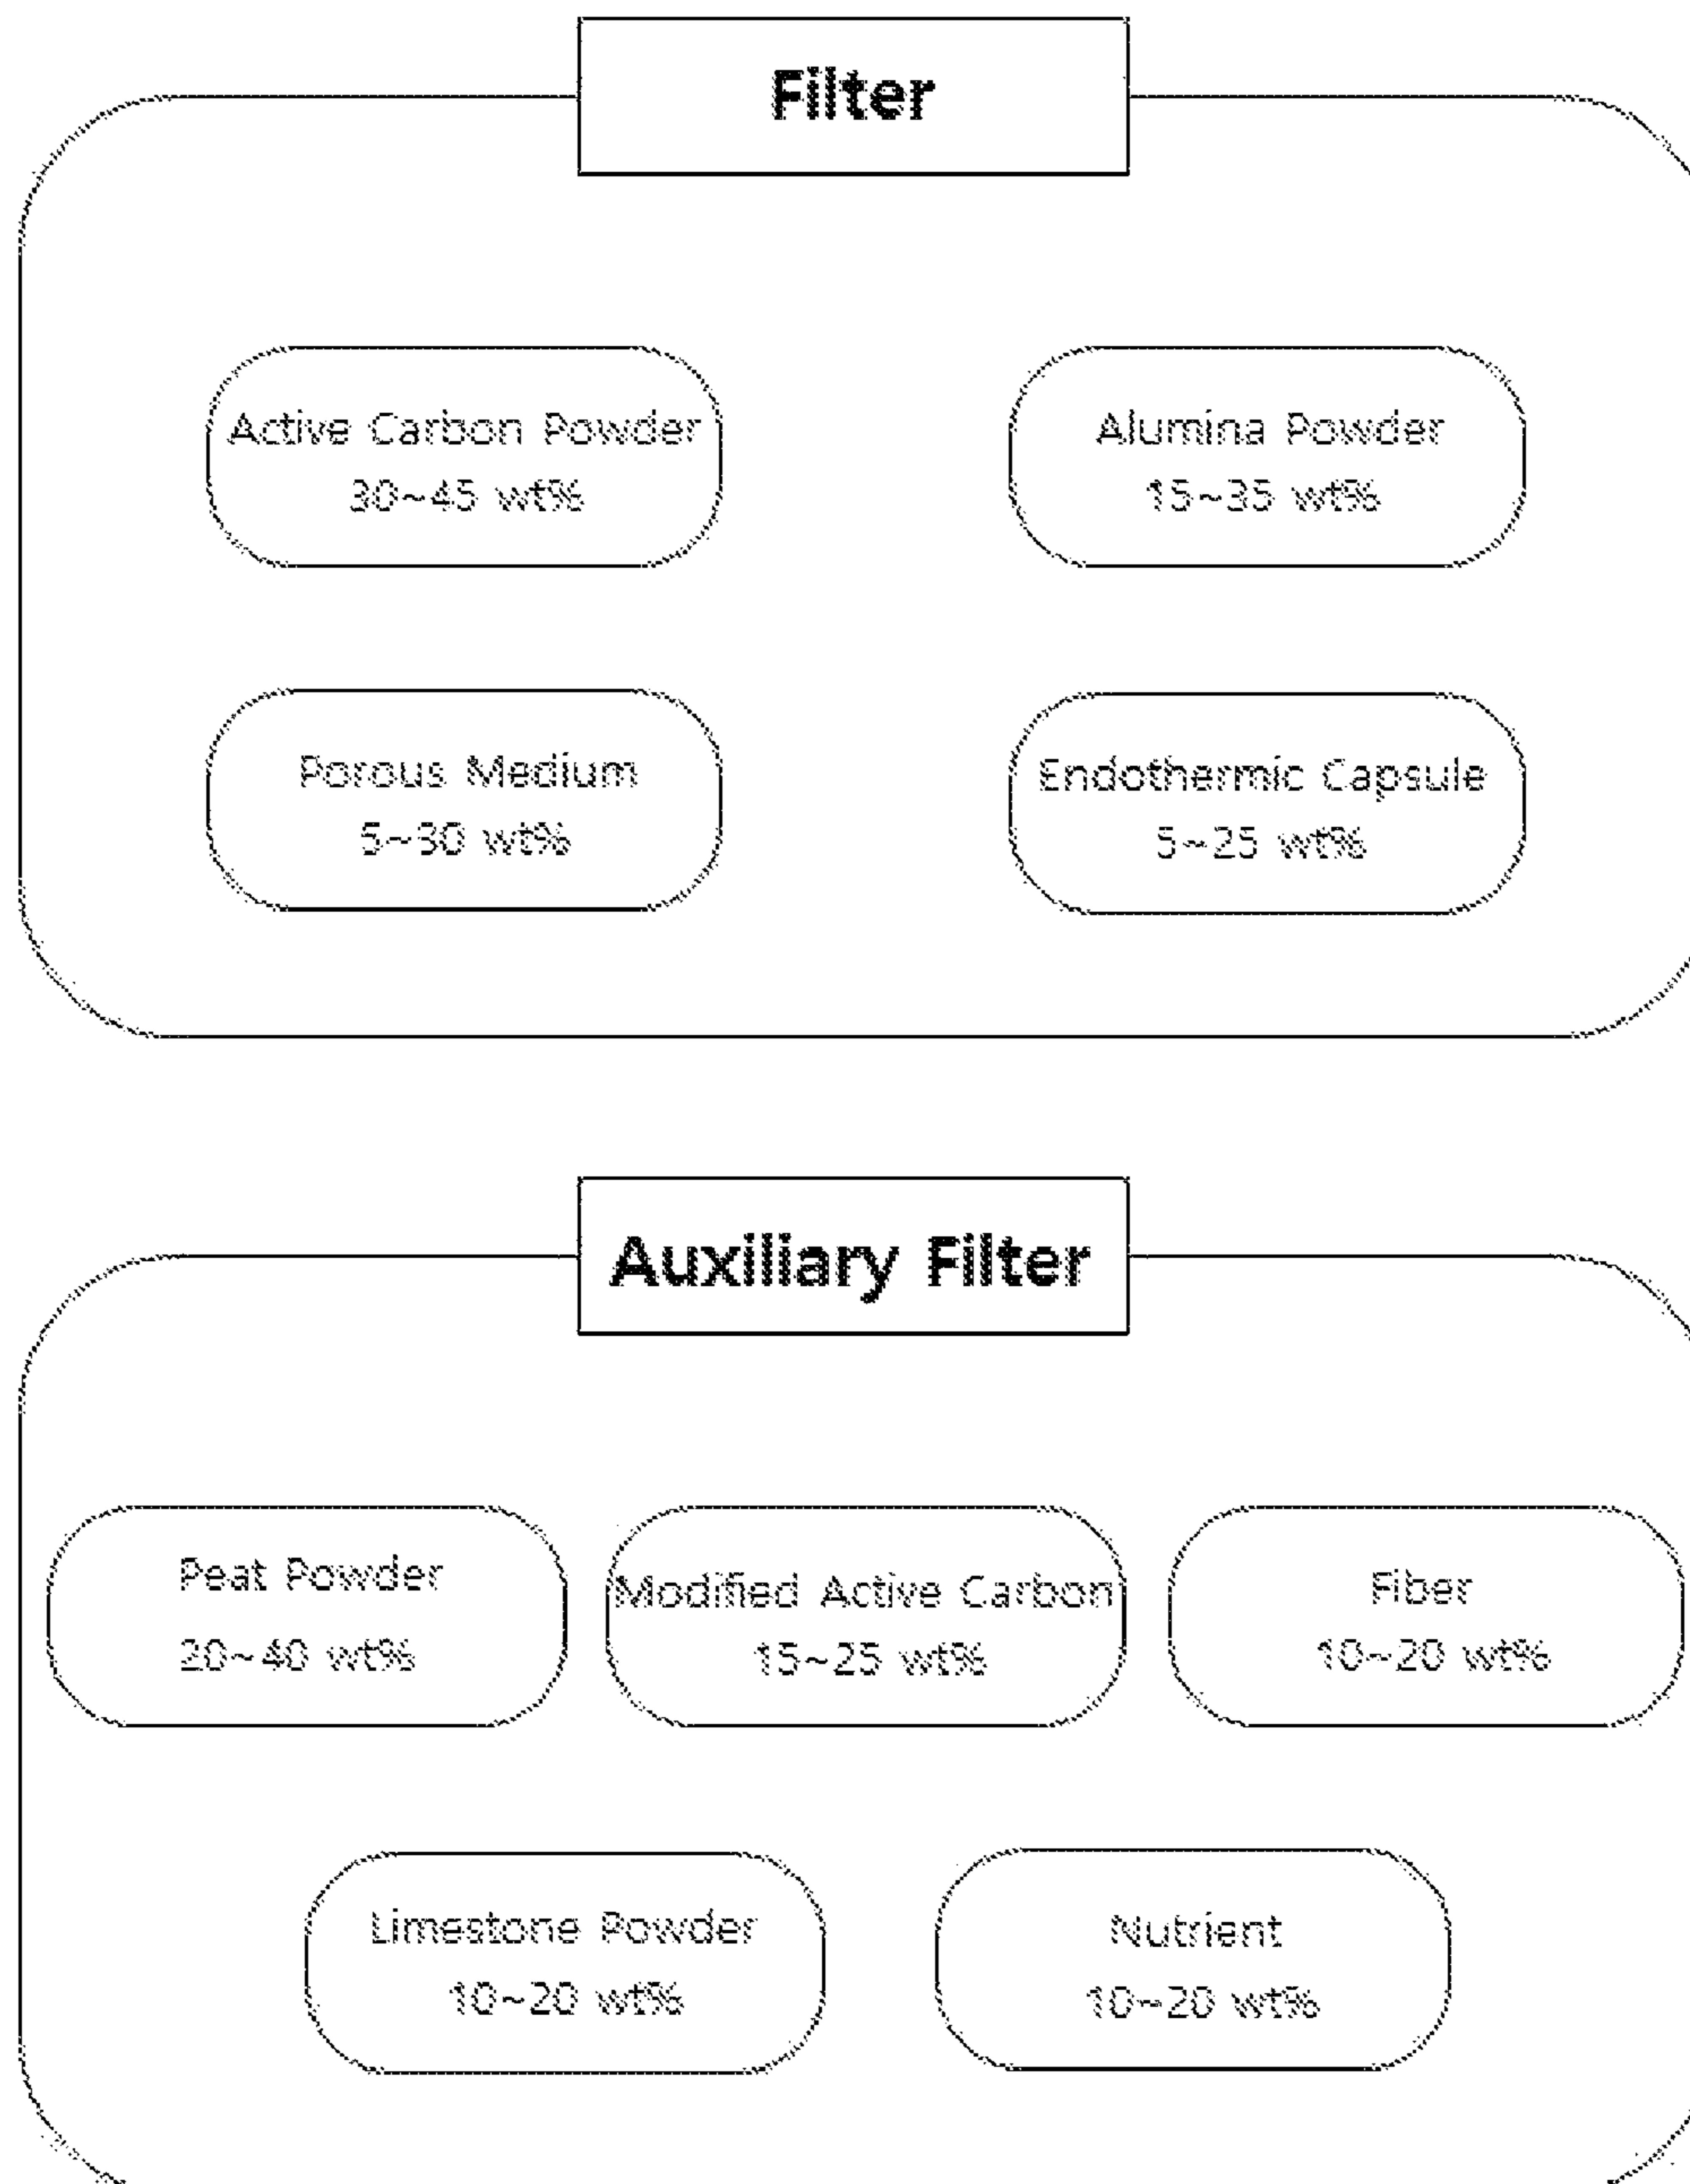 Filter
Active Carbon Powder
30~45 wt%
Alumina Powder
15~35 wt%
Porous Medium
5~30 wt%
Endothermic Capsule
5~25 wt%
Auxiliary Filter
Peat Powder
20~40 wt%
Modified Active Carbon
15~25 wt%
Fiber
10~20 wt%
Limestone Powder
10~20 wt%
Nutrient
10~20 wt%